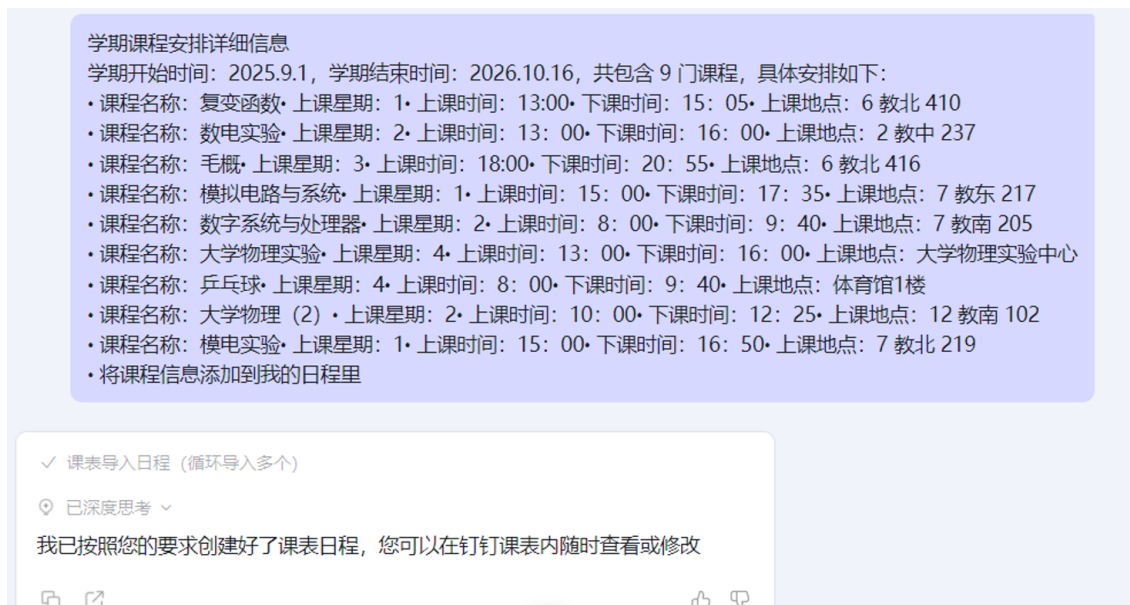 学期课程安排详细信息
学期开始时间：2025.9.1，学期结束时间：2026.10.16，共包含 9 门课程，具体安排如下：
• 课程名称：复变函数• 上课星期：1• 上课时间：13:00• 下课时间：15：05• 上课地点：6 教北 410
• 课程名称：数电实验• 上课星期：2• 上课时间：13：00• 下课时间：16：00• 上课地点：2 教中 237
• 课程名称：毛概• 上课星期：3• 上课时间：18:00• 下课时间：20：55• 上课地点：6 教北 416
• 课程名称：模拟电路与系统• 上课星期：1• 上课时间：15：00• 下课时间：17：35• 上课地点：7 教东 217
• 课程名称：数字系统与处理器• 上课星期：2• 上课时间：8：00• 下课时间：9：40• 上课地点：7 教南 205
• 课程名称：大学物理实验• 上课星期：4• 上课时间：13：00• 下课时间：16：00• 上课地点：大学物理实验中心
• 课程名称：乒乓球• 上课星期：4• 上课时间：8：00• 下课时间：9：40• 上课地点：体育馆1楼
• 课程名称：大学物理（2）• 上课星期：2• 上课时间：10：00• 下课时间：12：25• 上课地点：12 教南 102
• 课程名称：模电实验• 上课星期：1• 上课时间：15：00• 下课时间：16：50• 上课地点：7 教北 219
• 将课程信息添加到我的日程里
课表导入日程（循环导入多个）
已深度思考
我已按照您的要求创建好了课表日程，您可以在钉钉课表内随时查看或修改